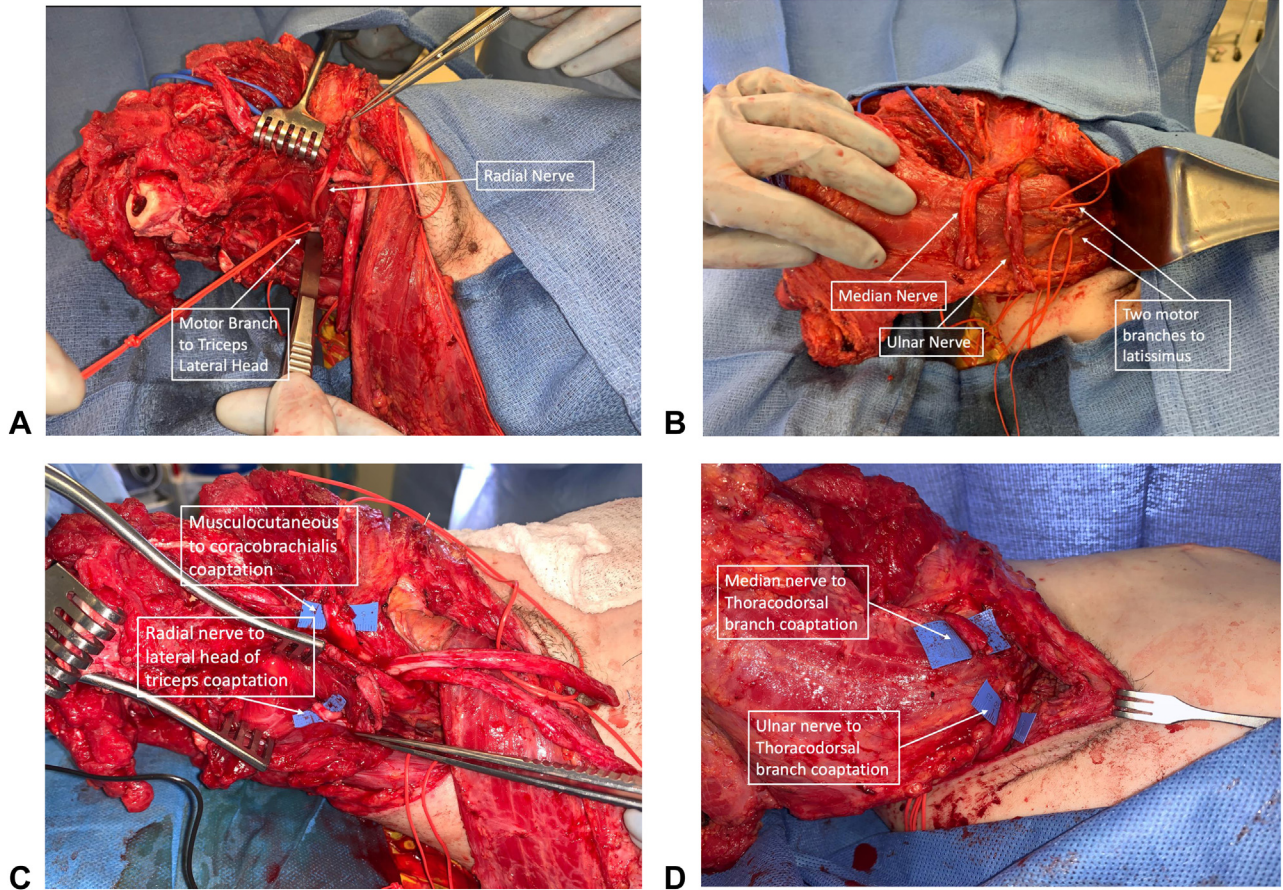 Radial Nerve
Motor Branch
to Triceps
Lateral Head
A
Median Nerve
Ulnar Nerve
Two motor
branches to
latissimus
B
Musculocutaneous
to coracobrachialis
coaptation
Radial nerve to
lateral head of
triceps coaptation
C
Median nerve to
Thoracodorsal
branch coaptation
Ulnar nerve to
Thoracodorsal
branch coaptation
D